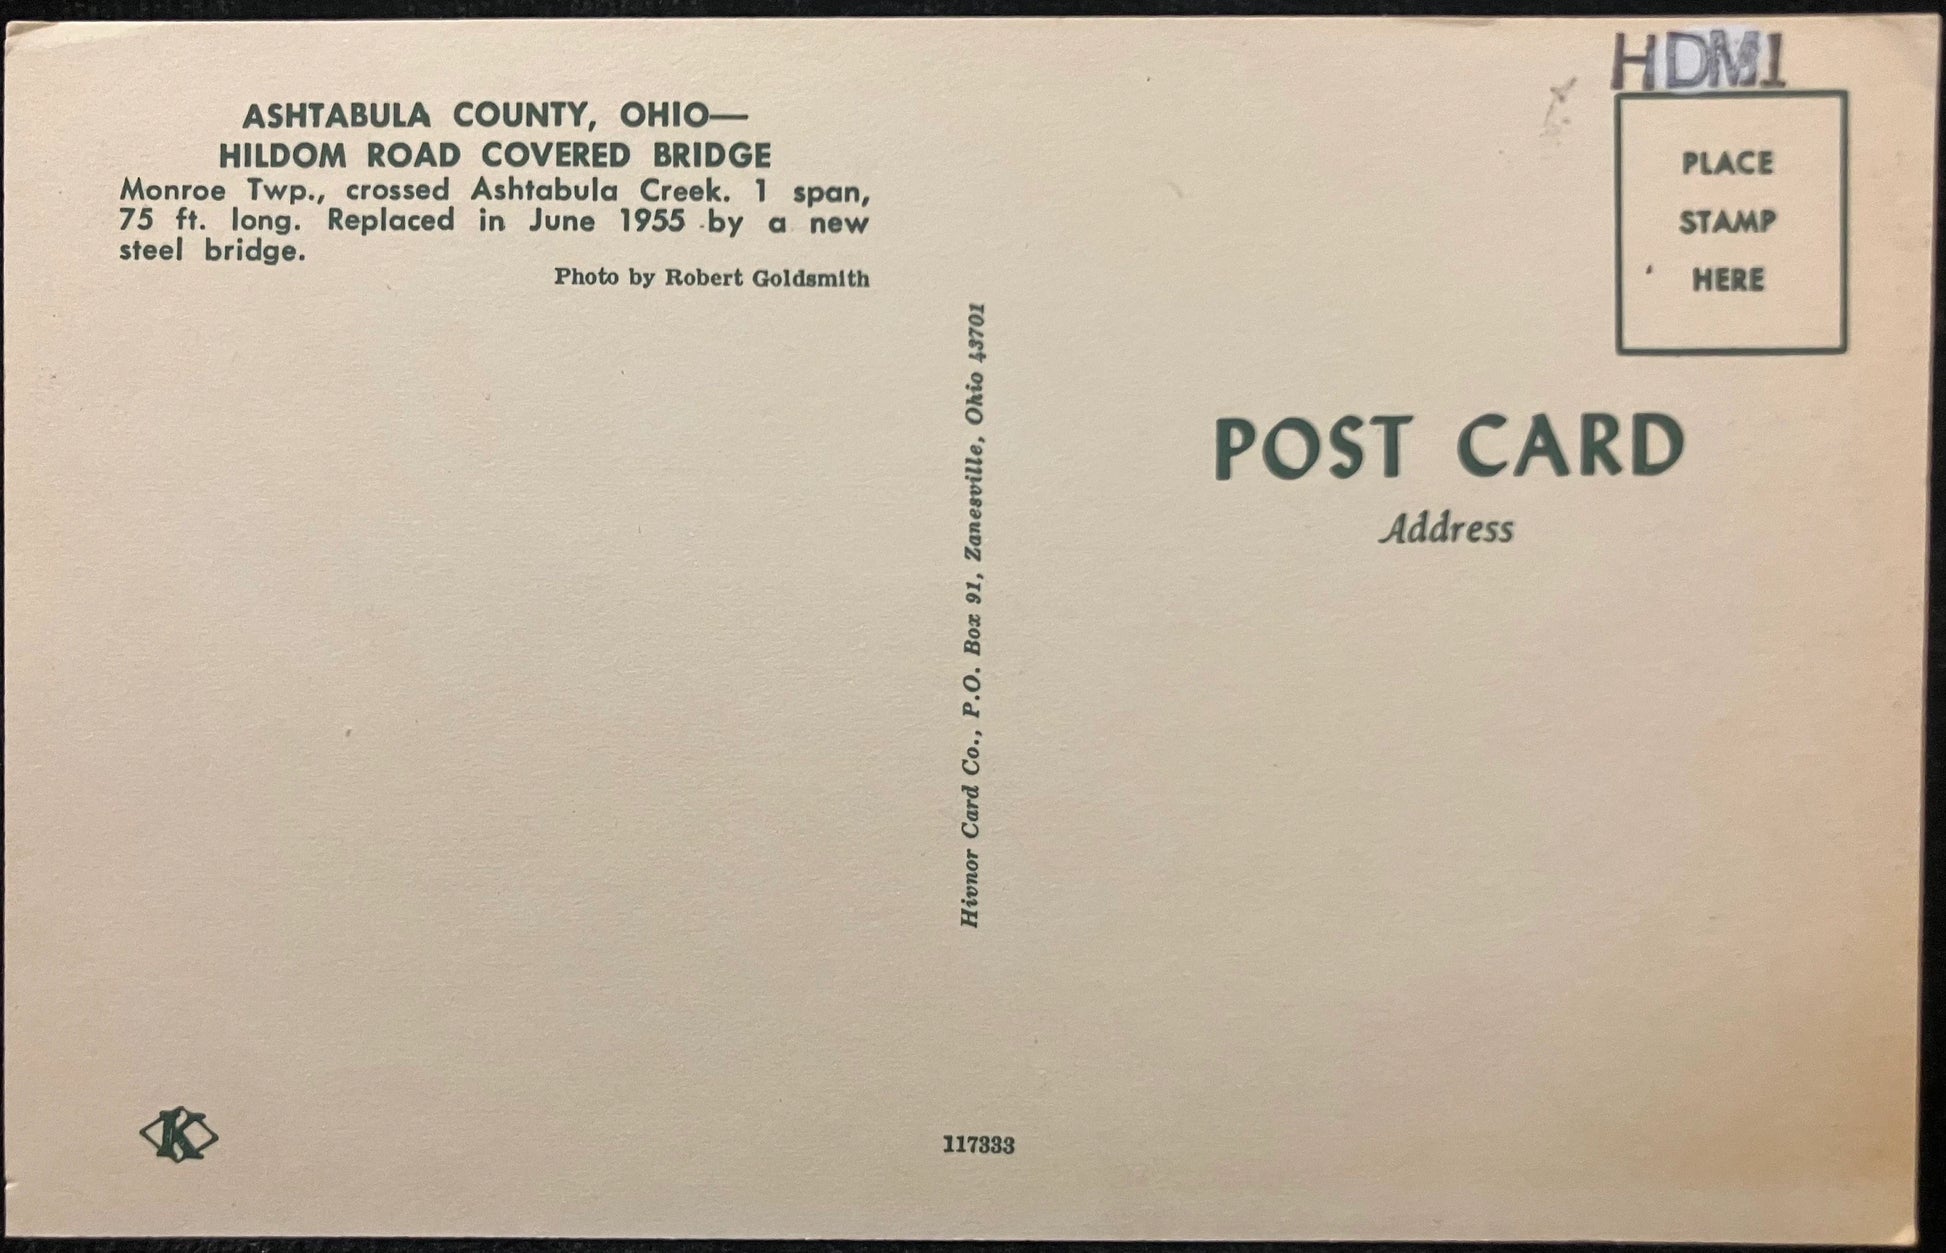 HDMI
ASHTABULA COUNTY, OHIO—
HILDOM ROAD COVERED BRIDGE
Monroe Twp., crossed Ashtabula Creek. 1 span,
75 ft. long. Replaced in June 1955 by a new
steel bridge.
Photo by Robert Goldsmith
PLACE
STAMP
HERE
POST CARD
Address
Hivnor Card Co., P.O. Box 91, Zanesville, Ohio 43701
K
117333